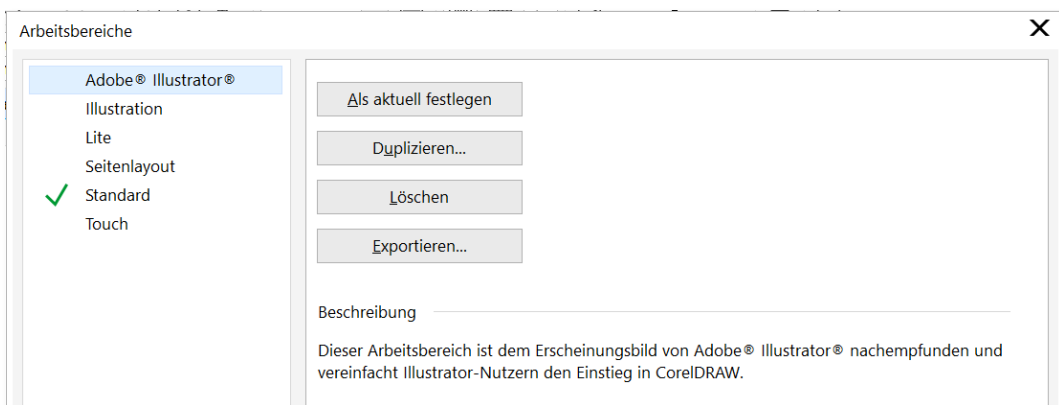 Arbeitsbereiche
Adobe® Illustrator®
Illustration
Lite
Seitenlayout
Standard
Touch
Als aktuell festlegen
Duplizieren...
Löschen
Exportieren...
Beschreibung
Dieser Arbeitsbereich ist dem Erscheinungsbild von Adobe® Illustrator® nachempfunden und
vereinfacht Illustrator-Nutzern den Einstieg in CorelDRAW.